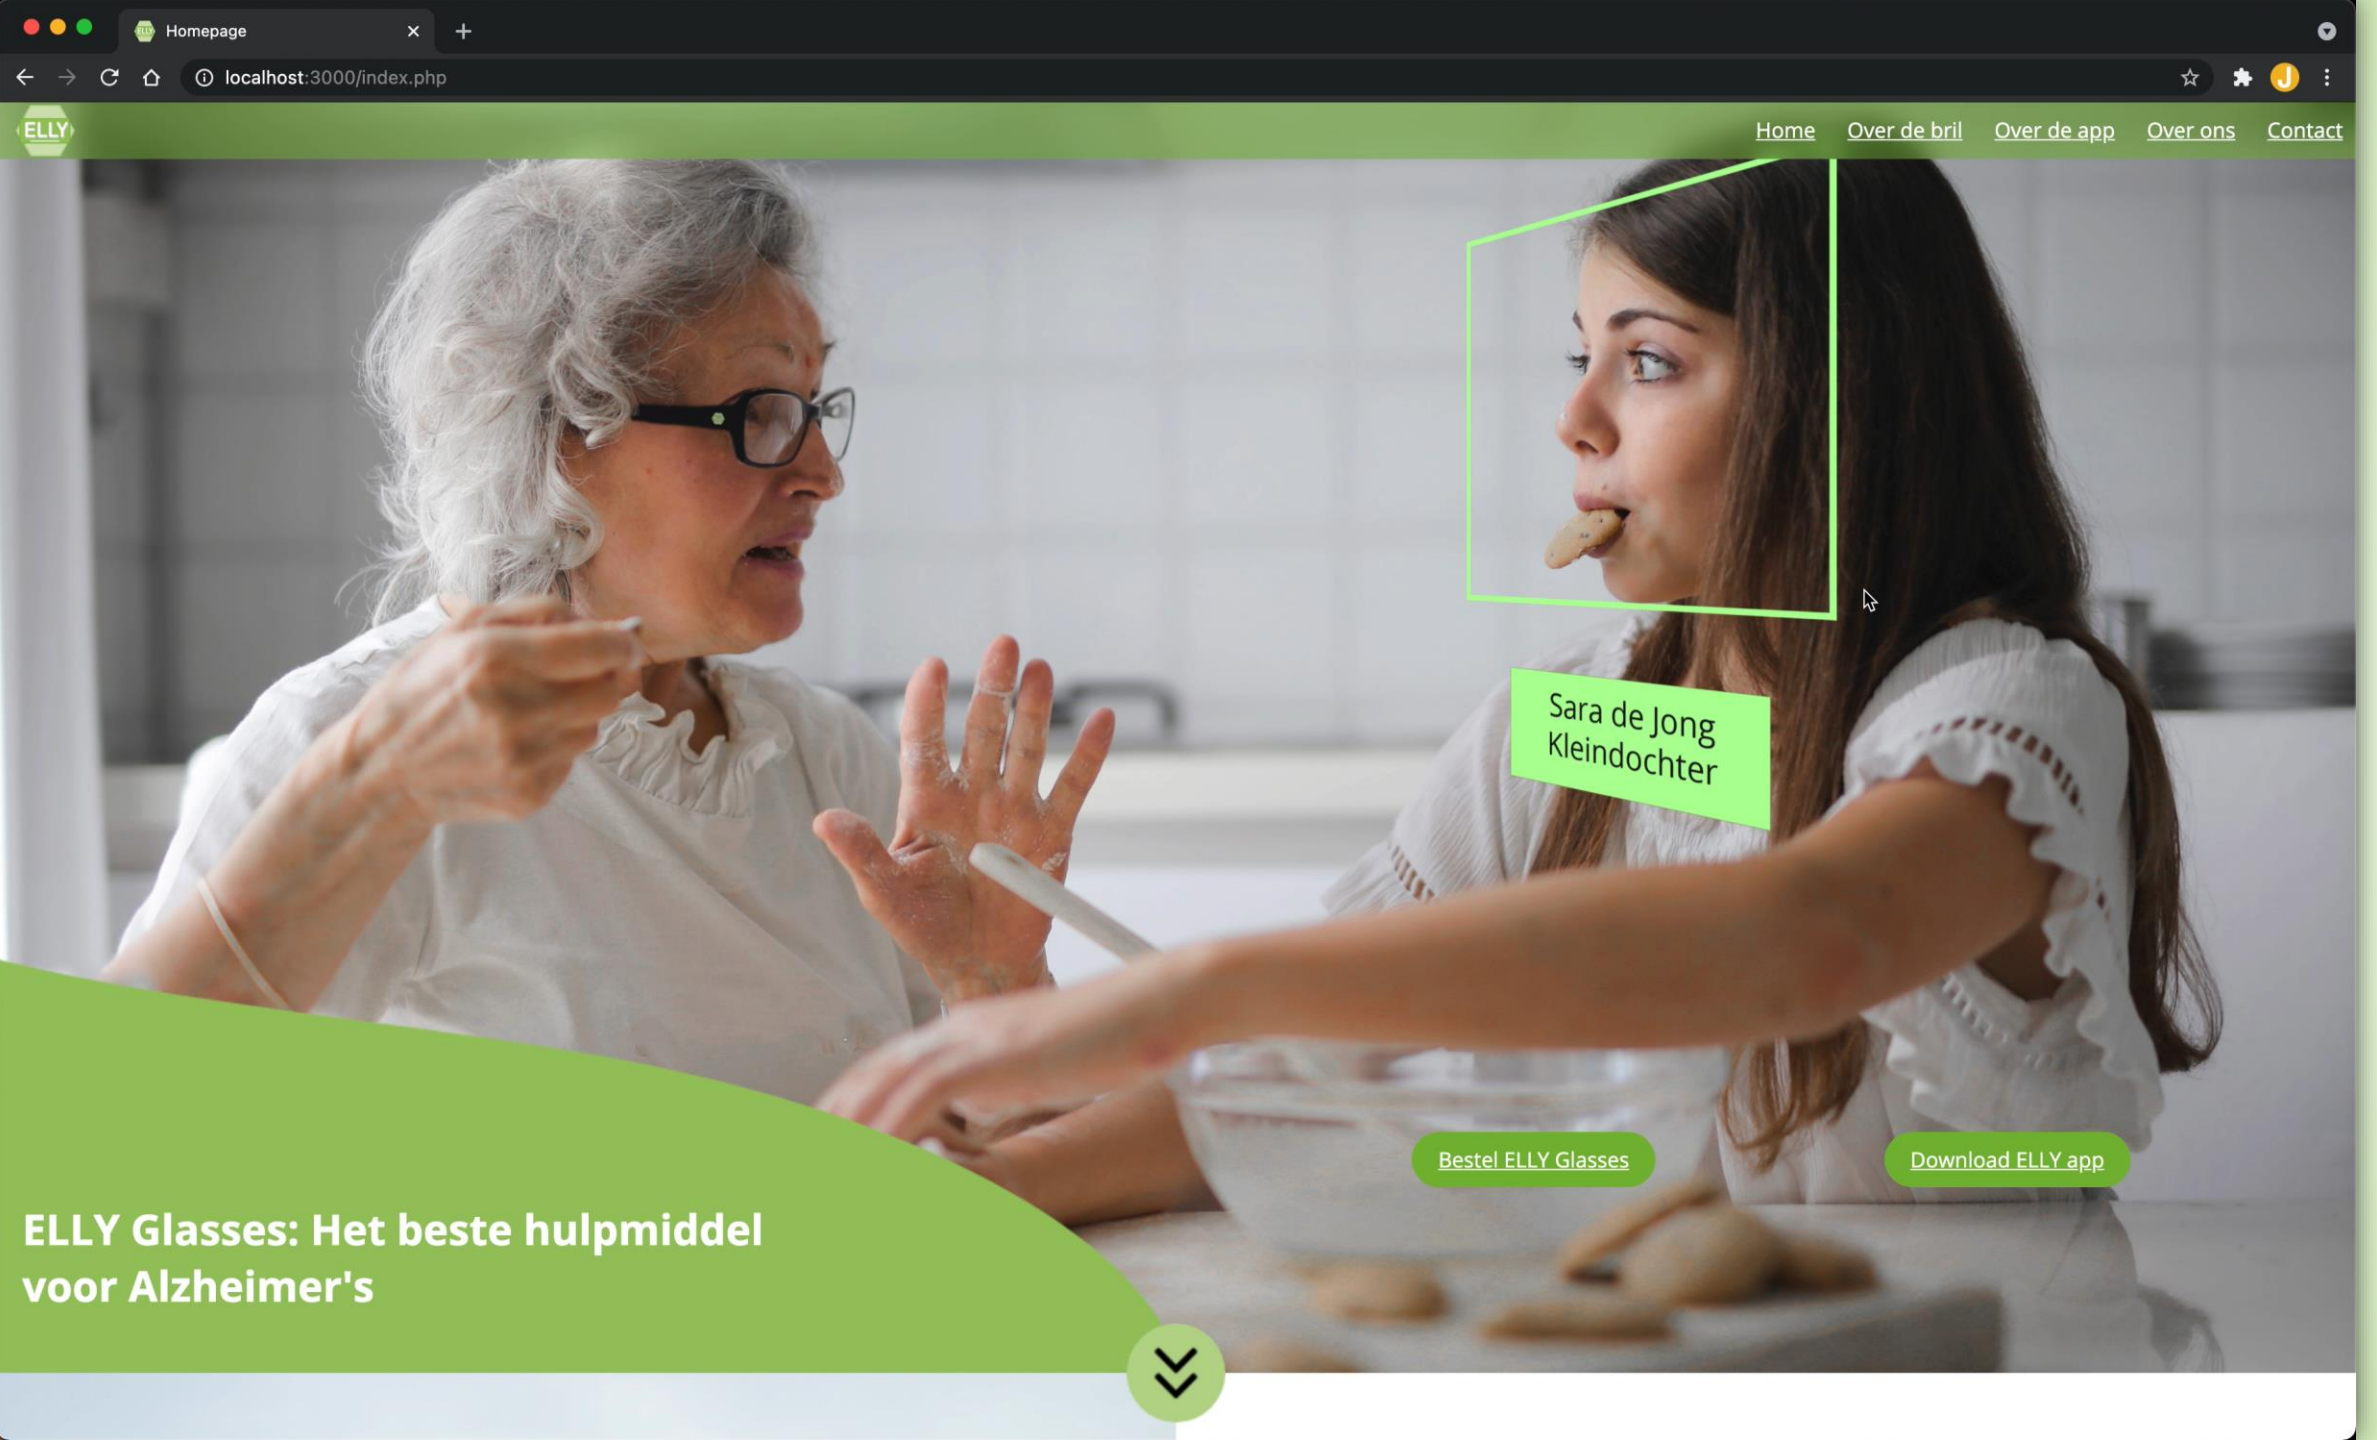 Homepage
localhost:3000/index.php
ELLY
Home
Over de bril
Over de app
Over ons
Contact
Sara de Jong
Kleindochter
Bestel ELLY Glasses
Download ELLY app
ELLY Glasses: Het beste hulpmiddel
voor Alzheimer's